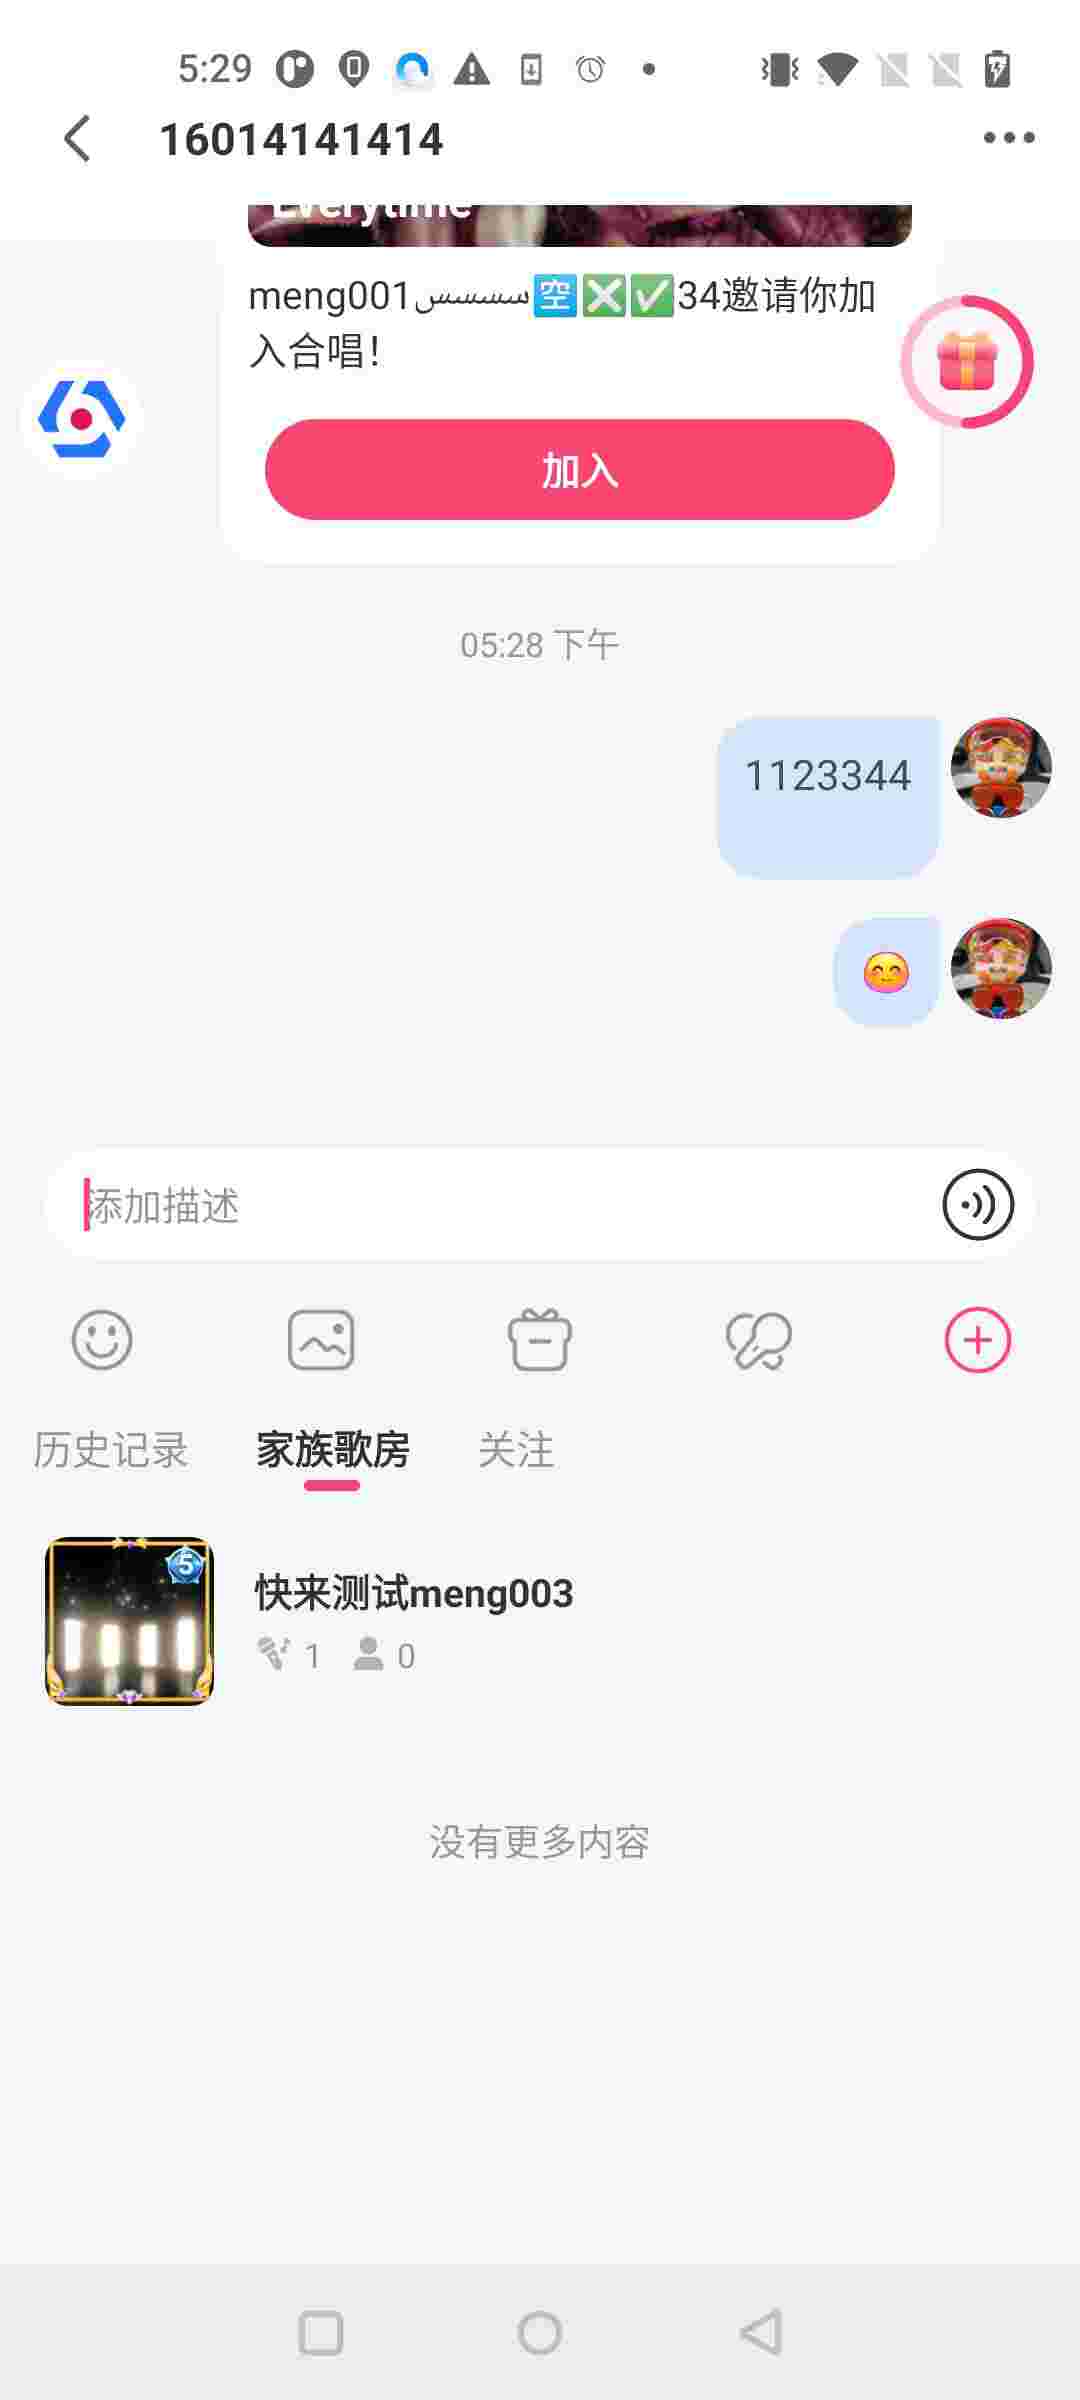 5:29
16014141414
Everytime
meng001سسسس🈳❎✅34邀请你加
入合唱!
加入
05:28 下午
1123344
添加描述
历史记录 家族歌房 关注
5
快来测试meng003
1 0
没有更多内容